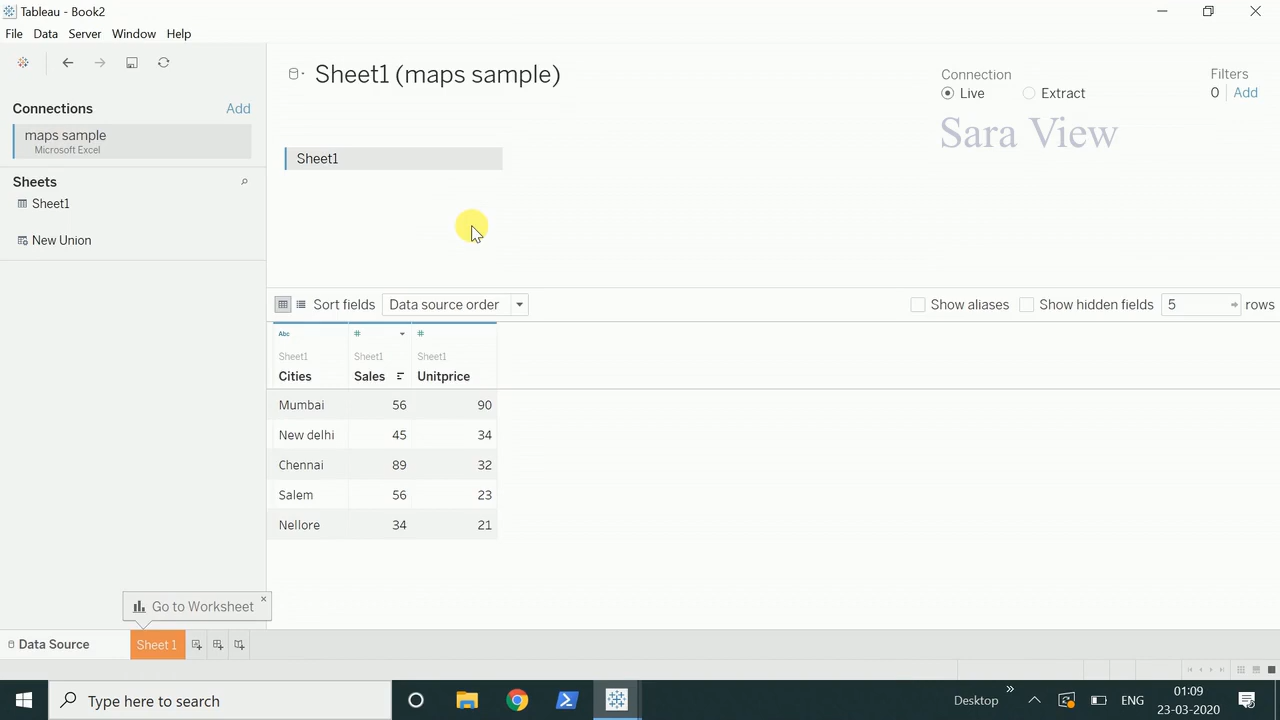 Tableau - Book2
File Data Server Window Help
Connections Add
maps sample
Microsoft Excel
Sheets
Sheet1
New Union
Sheet1 (maps sample)
Connection
Live Extract
Filters
0 Add
Sara View
Sheet1
Sort fields Data source order Show aliases Show hidden fields 5 rows
Abc # #
Sheet1 Sheet1 Sheet1
Cities Sales Unitprice
Mumbai 56 90
New delhi 45 34
Chennai 89 32
Salem 56 23
Nellore 34 21
Go to Worksheet
Data Source Sheet 1
Type here to search Desktop ENG 01:09
23-03-2020